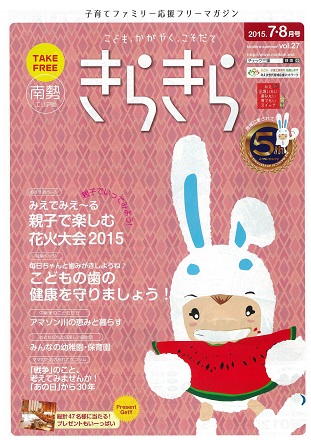 子育てファミリー応援フリーマガジン
こども、かがやく、こそだて
2015. 7·8月号
vol.27
TAKE
FREE
南勢
きらきら
5
親子でいってみよう!
みえてみえ〜る
親子で楽しむ
花火大会2015
毎日ちゃんと歯みがきしようね♪
こどもの歯の
健康を守りましょう!
アマゾン川の恵みと暮らす
みんなの幼稚園・保育園
「戦争」のこと、
考えてみませんか!
「あの日」から30年
総計47名様に当たる!
プレゼントもいーっぱい
Present
Get!!